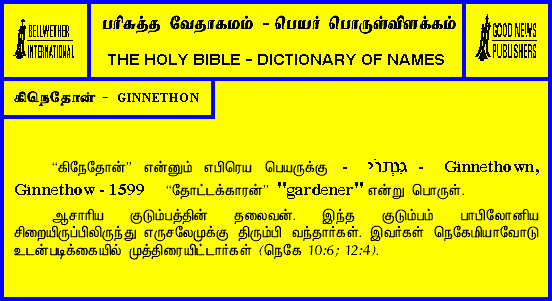 BELLWETHER
INTERNATIONAL
பரிசுத்த வேதாகமம் - பெயர் பொருள்விளக்கம்
THE HOLY BIBLE - DICTIONARY OF NAMES
GOOD NEWS
PUBLISHERS
கிநெதோன் - GINNETHON
“கிநேதோன்” என்னும் எபிரெய பெயருக்கு - גִּנְּתוֹי - Ginnethown,
Ginnethow - 1599 “தோட்டக்காரன்” "gardener" என்று பொருள்.
ஆசாரிய குடும்பத்தின் தலைவன். இந்த குடும்பம் பாபிலோனிய
சிறையிருப்பிலிருந்து எருசலேமுக்கு திரும்பி வந்தார்கள். இவர்கள் நெகேமியாவோடு
உடன்படிக்கையில் முத்திரையிட்டார்கள் (நெகே 10:6; 12:4).